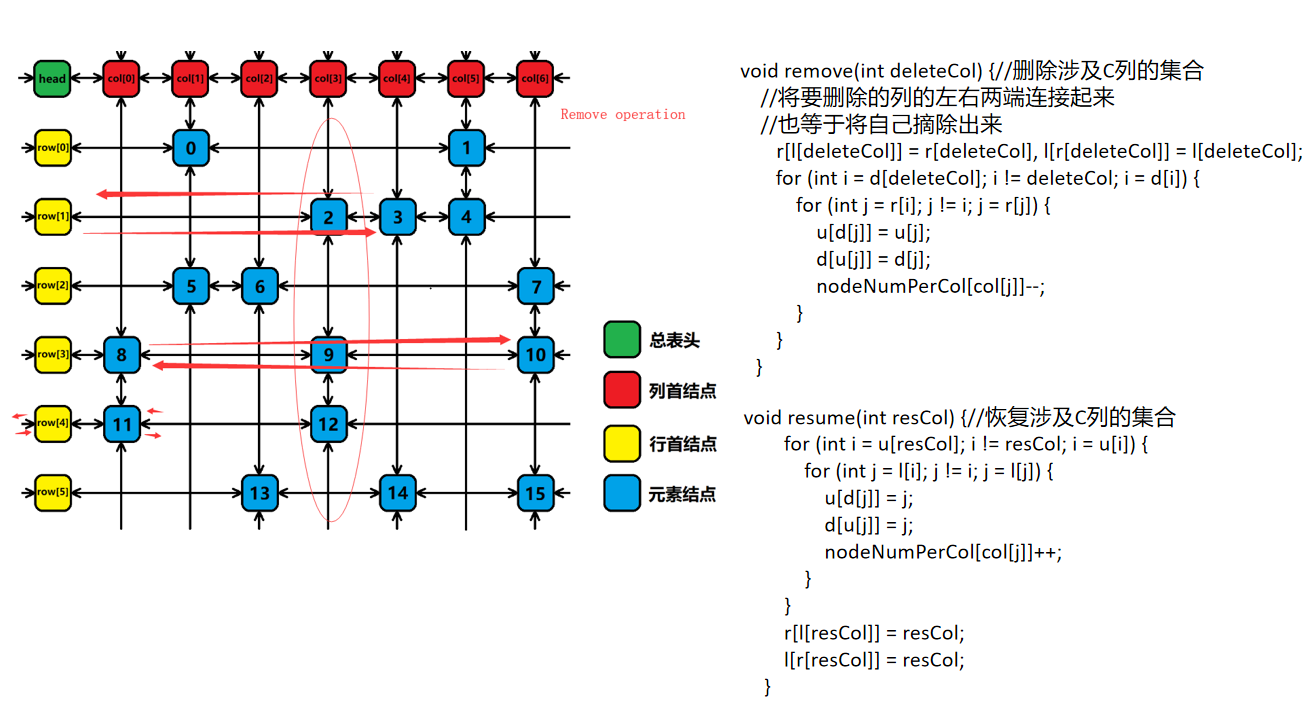 head col[0] col[1] col[2] col[3] col[4] col[5] col[6]
Remove operation
row[0] 0 1
row[1] 2 3 4
row[2] 5 6 7
row[3] 8 9 10
row[4] 11 12
row[5] 13 14 15
总表头
列首结点
行首结点
元素结点
void remove(int deleteCol) {//删除涉及C列的集合
//将要删除的列的左右两端连接起来
//也等于将自己摘除出来
r[l[deleteCol]] = r[deleteCol], l[r[deleteCol]] = l[deleteCol];
for (int i = d[deleteCol]; i != deleteCol; i = d[i]) {
for (int j = r[i]; j != i; j = r[j]) {
u[d[j]] = u[j];
d[u[j]] = d[j];
nodeNumPerCol[col[j]]--;
}
}
}
void resume(int resCol) {//恢复涉及C列的集合
for (int i = u[resCol]; i != resCol; i = u[i]) {
for (int j = l[i]; j != i; j = l[j]) {
u[d[j]] = j;
d[u[j]] = j;
nodeNumPerCol[col[j]]++;
}
}
r[l[resCol]] = resCol;
l[r[resCol]] = resCol;
}